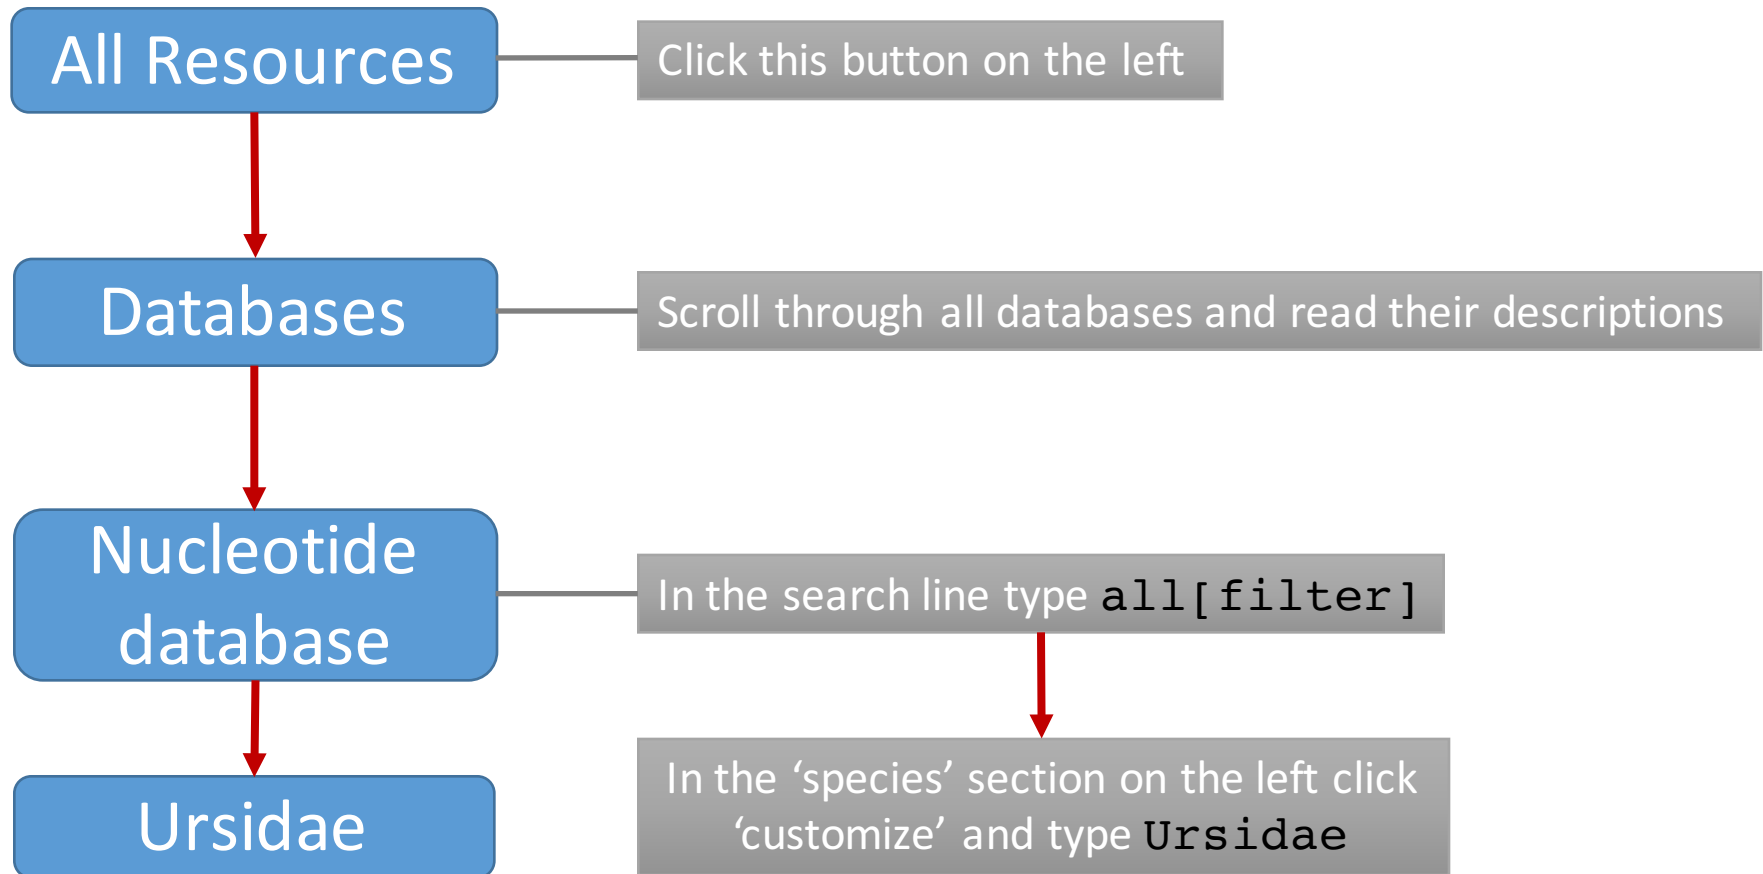 All Resources
Click this button on the left
Databases
Scroll through all databases and read their descriptions
Nucleotide
database
In the search line type all[filter]
Ursidae
In the ‘species’ section on the left click
‘customize’ and type Ursidae